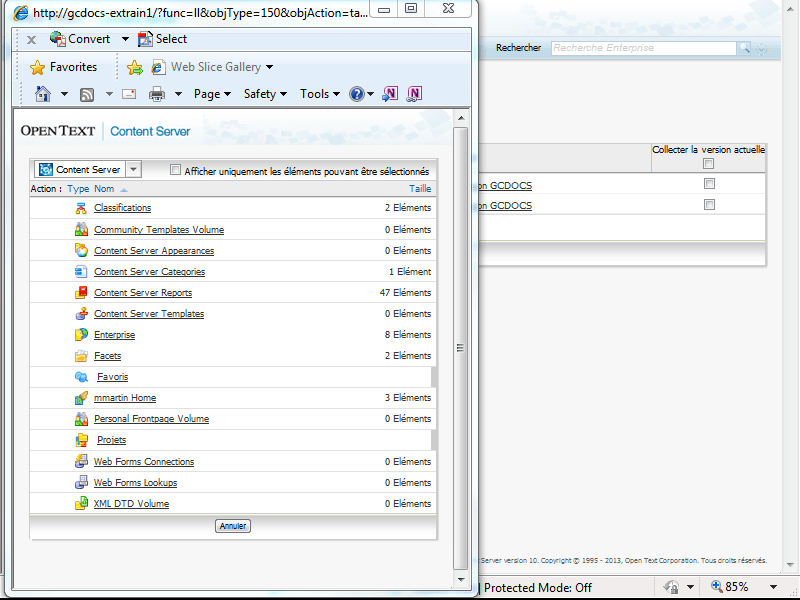 http://gcdocs-extrain1/?func=ll&objType=150&objAction=ta...
Convert Select
Favorites Web Slice Gallery
Page Safety Tools
OPENTEXT Content Server
Content Server Afficher uniquement les éléments pouvant être sélectionnés
Action : Type Nom Taille
Classifications 2 Eléments
Community Templates Volume 0 Eléments
Content Server Appearances 0 Eléments
Content Server Categories 1 Elément
Content Server Reports 47 Eléments
Content Server Templates 0 Eléments
Enterprise 8 Eléments
Facets 2 Eléments
Favoris
mmartin Home 3 Eléments
Personal Frontpage Volume 0 Eléments
Projets
Web Forms Connections 0 Eléments
Web Forms Lookups 0 Eléments
XML DTD Volume 0 Eléments
Annuler
Rechercher Recherche Enterprise
Collecter la version actuelle
on GCDOCS
on GCDOCS
Server version 10. Copyright © 1995 - 2013, Open Text Corporation. Tous droits réservés.
Protected Mode: Off 85%